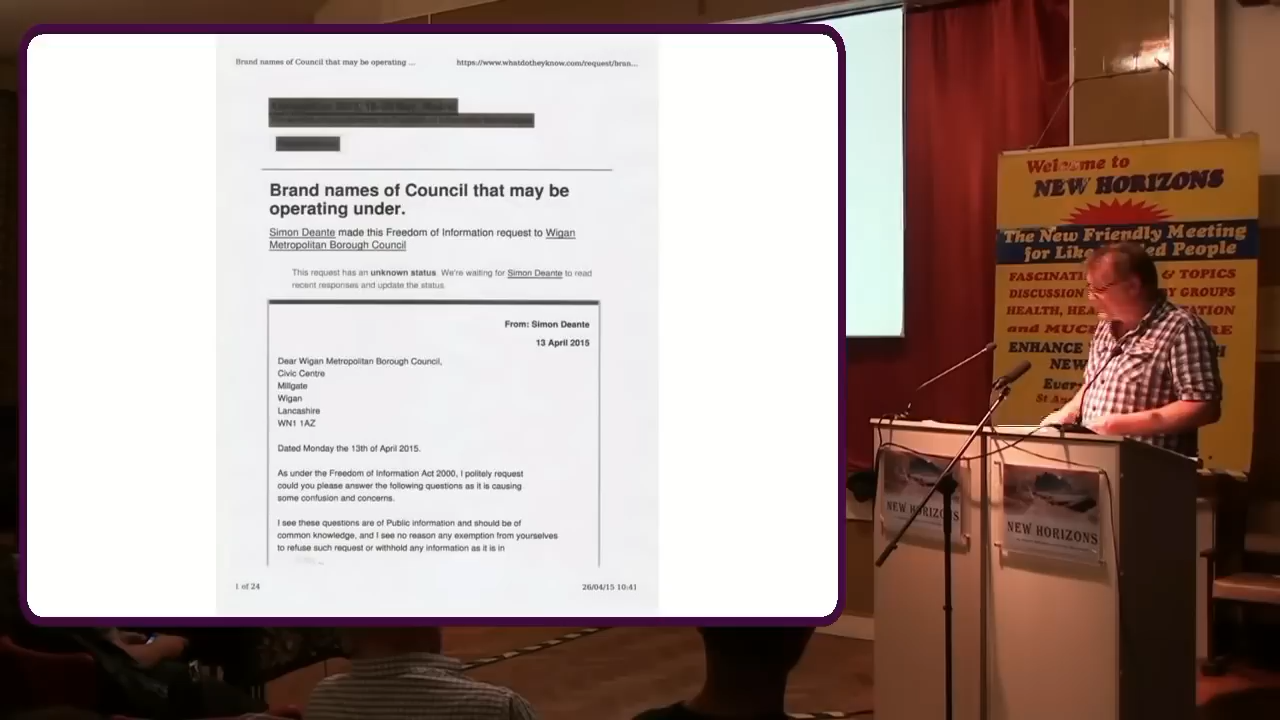 Brand names of Council that may be operating ...
https://www.whatdotheyknow.com/request/bran...
Brand names of Council that may be
operating under.
Simon Deante made this Freedom of Information request to Wigan
Metropolitan Borough Council
This request has an unknown status. We're waiting for Simon Deante to read
recent responses and update the status.
From: Simon Deante
13 April 2015
Dear Wigan Metropolitan Borough Council,
Civic Centre
Millgate
Wigan
Lancashire
WN1 1AZ
Dated Monday the 13th of April 2015.
As under the Freedom of Information Act 2000, I politely request
could you please answer the following questions as it is causing
some confusion and concerns.
I see these questions are of Public information and should be of
common knowledge, and I see no reason any exemption from yourselves
to refuse such request or withhold any information as it is in
1 of 24
26/04/15 10:41
Welcome to
NEW HORIZONS
The New Friendly Meeting
for People
& TOPICS
DISCUSSION GROUPS
HEALTH,
and
ENHANCE
NEW
NEW HORIZONS
NEW HORIZONS